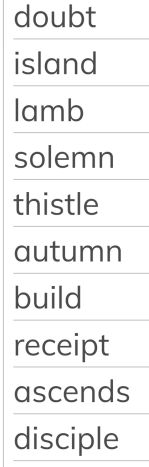 doubt
island
lamb
solemn
thistle
autumn
build
receipt
ascends
disciple